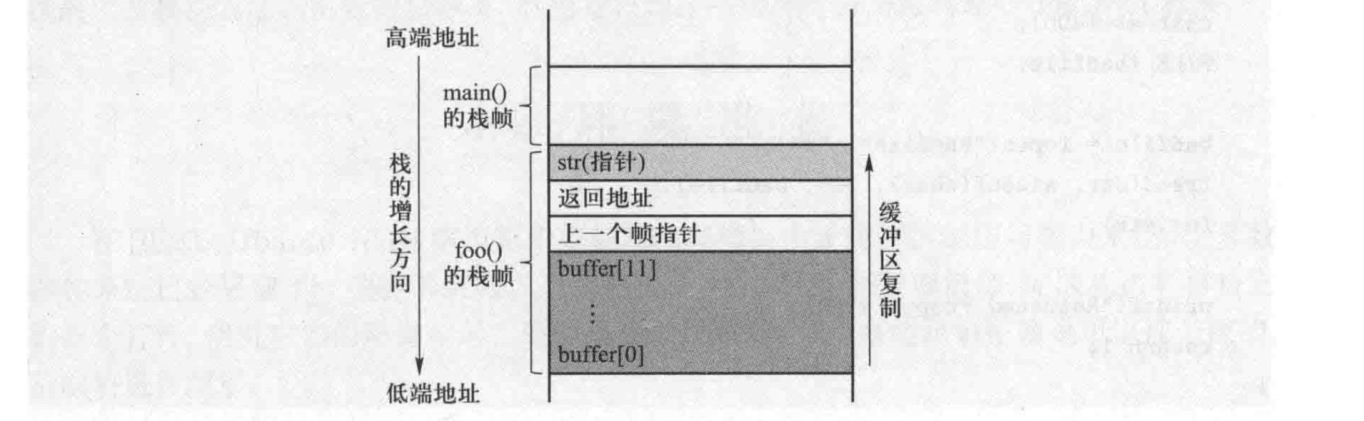 高端地址
main()
的栈帧
str(指针)
返回地址
上一个帧指针
栈的增长方向
foo()
的栈帧
buffer[11]
⋮
buffer[0]
缓冲区复制
低端地址